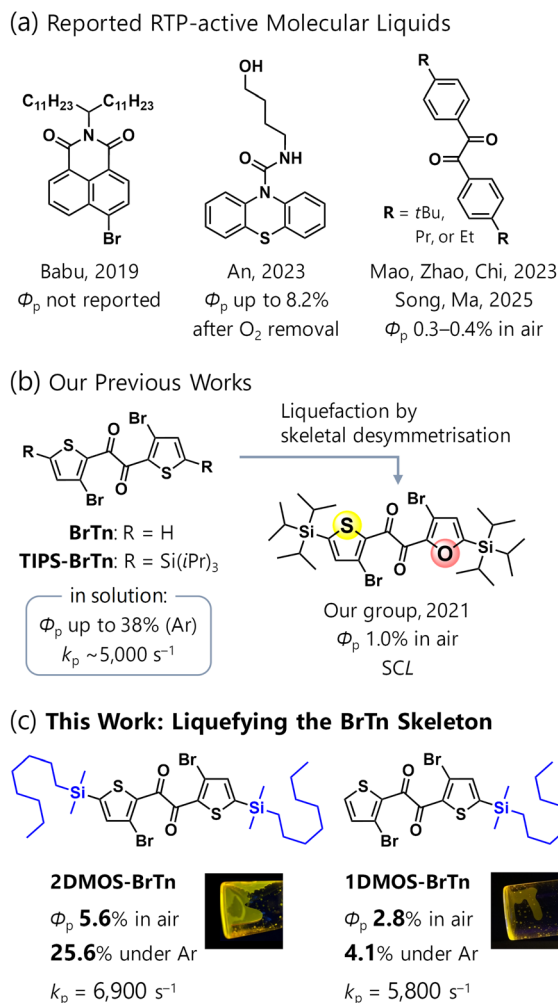 (a) Reported RTP-active Molecular Liquids
C₁₁H₂₃ C₁₁H₂₃
O N O
Br
Babu, 2019
Φₚ not reported
OH
O NH
N
S
An, 2023
Φₚ up to 8.2%
after O₂ removal
R
O
O
R = tBu,
Pr, or Et
R
Mao, Zhao, Chi, 2023
Song, Ma, 2025
Φₚ 0.3–0.4% in air
(b) Our Previous Works
R S O Br
Br O S R
BrTn: R = H
TIPS-BrTn: R = Si(iPr)₃
in solution:
Φₚ up to 38% (Ar)
kₚ ~5,000 s⁻¹
Liquefaction by
skeletal desymmetrisation
Si S O Br
Br O O Si
Our group, 2021
Φₚ 1.0% in air
SCL
(c) This Work: Liquefying the BrTn Skeleton
Si S O Br
Br O S Si
2DMOS-BrTn
Φₚ 5.6% in air
25.6% under Ar
kₚ = 6,900 s⁻¹
S O Br
Br O S Si
1DMOS-BrTn
Φₚ 2.8% in air
4.1% under Ar
kₚ = 5,800 s⁻¹